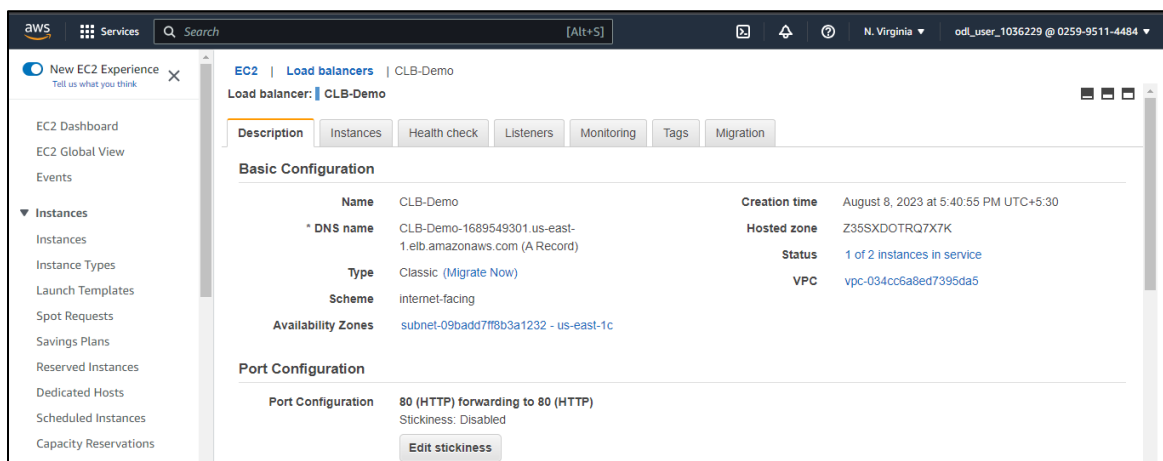 aws Services Search [Alt+S] N. Virginia ▼ odl_user_1036229 @ 0259-9511-4484 ▼
New EC2 Experience
Tell us what you think
EC2 Dashboard
EC2 Global View
Events
▼ Instances
Instances
Instance Types
Launch Templates
Spot Requests
Savings Plans
Reserved Instances
Dedicated Hosts
Scheduled Instances
Capacity Reservations
EC2 | Load balancers | CLB-Demo
Load balancer: CLB-Demo
Description Instances Health check Listeners Monitoring Tags Migration
Basic Configuration
Name CLB-Demo
* DNS name CLB-Demo-1689549301.us-east-
1.elb.amazonaws.com (A Record)
Type Classic (Migrate Now)
Scheme internet-facing
Availability Zones subnet-09badd7ff8b3a1232 - us-east-1c
Creation time August 8, 2023 at 5:40:55 PM UTC+5:30
Hosted zone Z35SXDOTRQ7X7K
Status 1 of 2 instances in service
VPC vpc-034cc6a8ed7395da5
Port Configuration
Port Configuration 80 (HTTP) forwarding to 80 (HTTP)
Stickiness: Disabled
Edit stickiness